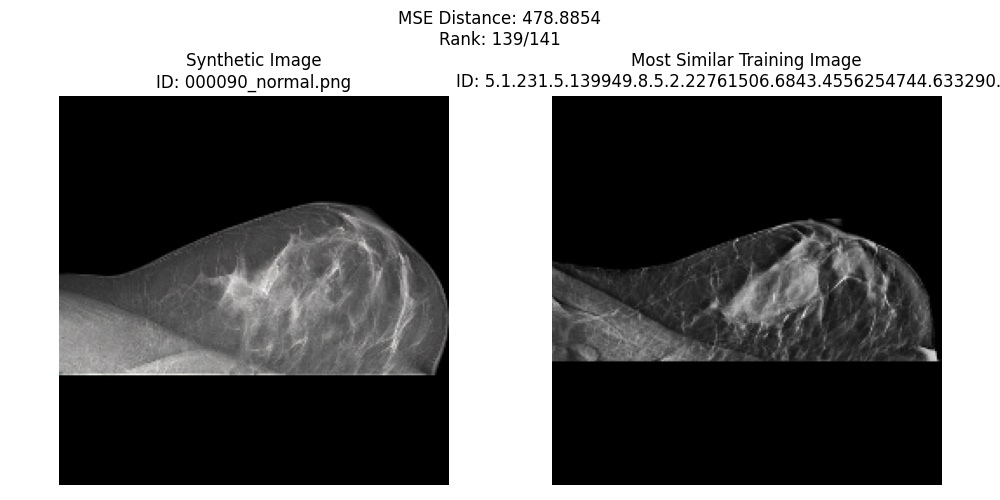 MSE Distance: 478.8854
Rank: 139/141
Synthetic Image
ID: 000090_normal.png
Most Similar Training Image
ID: 5.1.231.5.139949.8.5.2.22761506.6843.4556254744.633290.